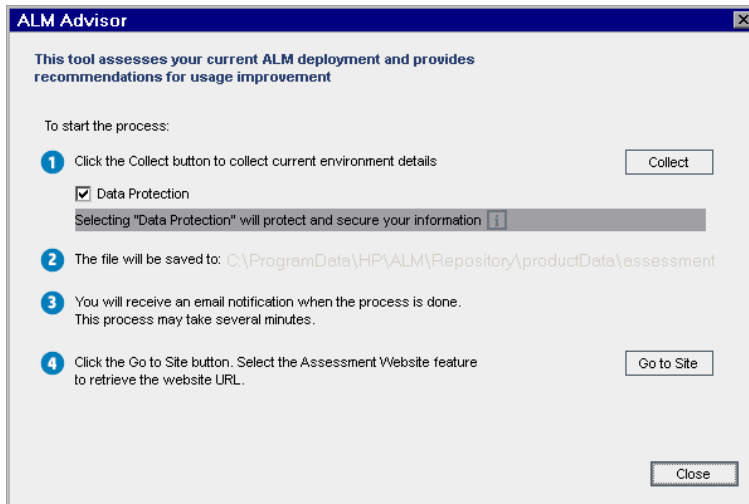 ALM Advisor
This tool assesses your current ALM deployment and provides
recommendations for usage improvement
To start the process:
1 Click the Collect button to collect current environment details
Collect
Data Protection
Selecting "Data Protection" will protect and secure your information i
2 The file will be saved to: C:\ProgramData\HP\ALM\Repository\productData\assessment
3 You will receive an email notification when the process is done.
This process may take several minutes.
4 Click the Go to Site button. Select the Assessment Website feature
to retrieve the website URL.
Go to Site
Close